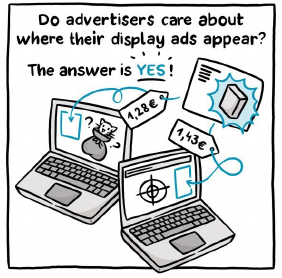 Do advertisers care about
where their display ads appear?
The answer is YES!
1,28€
1,43€
? ?